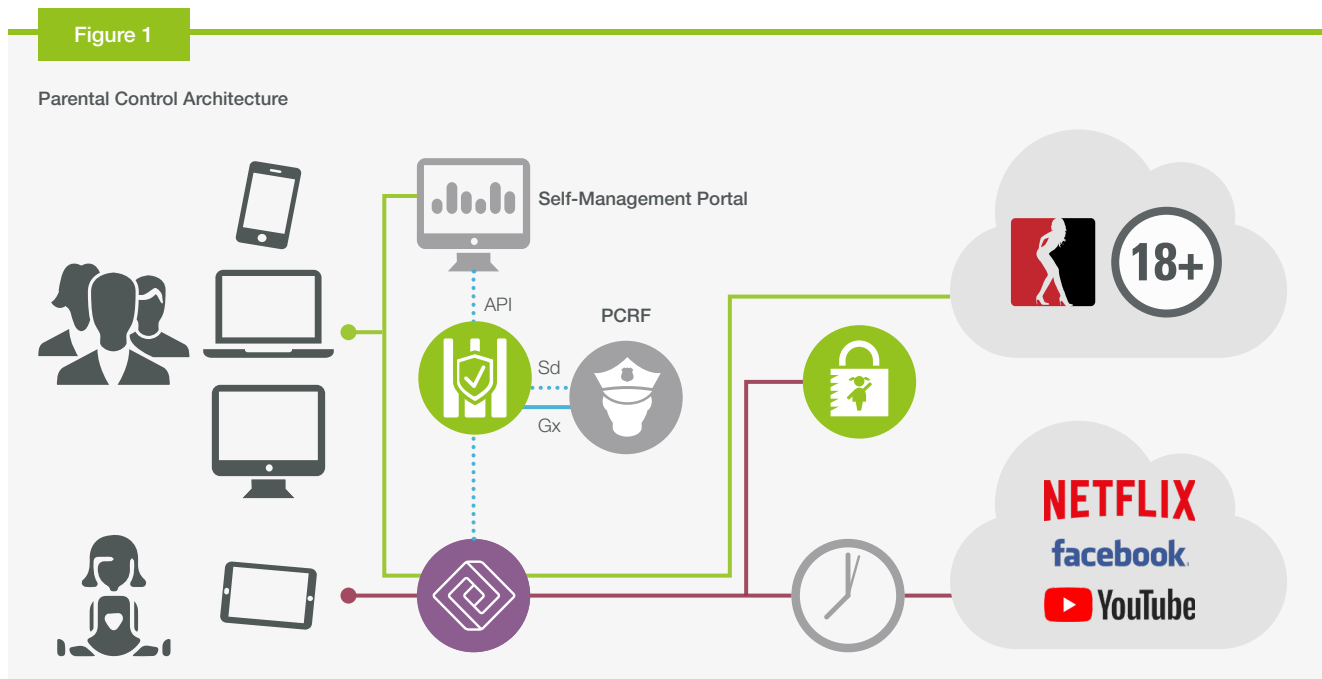 Figure 1
Parental Control Architecture
Self-Management Portal
API
PCRF
Sd
Gx
18+
NETFLIX
facebook
YouTube